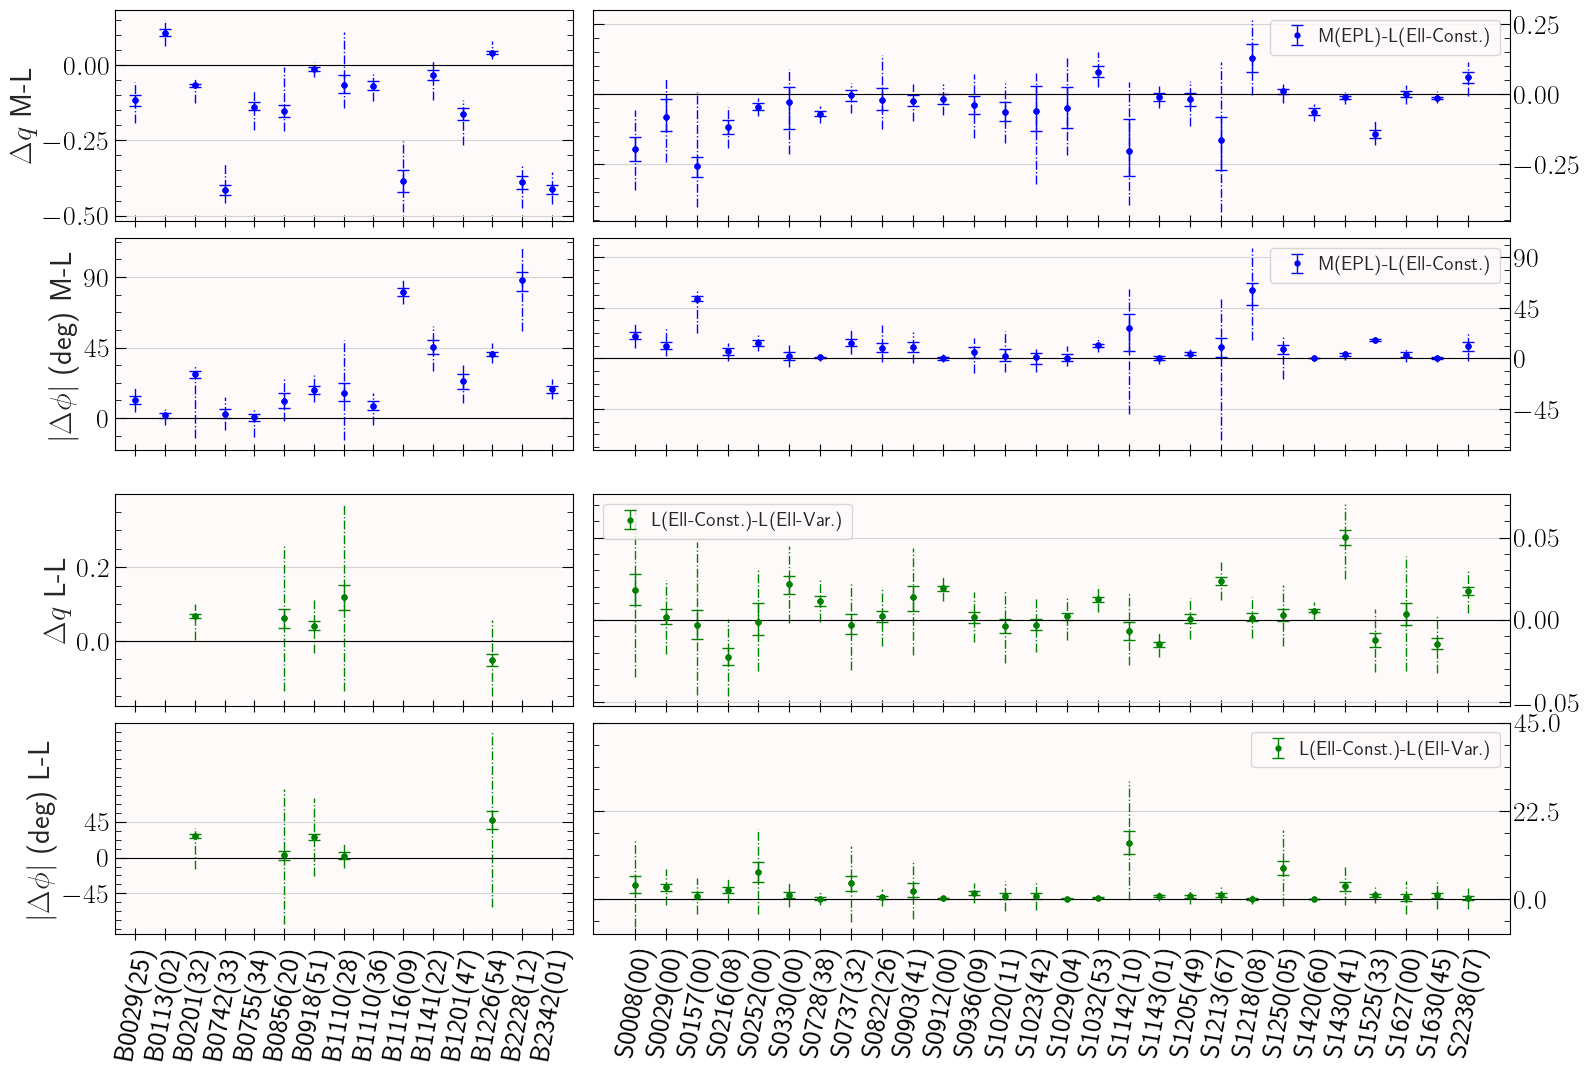 Δq M-L
0.00
−0.25
−0.50
M(EPL)-L(Ell-Const.)
0.25
0.00
−0.25
|Δϕ| (deg) M-L
90
45
0
M(EPL)-L(Ell-Const.)
90
45
0
−45
Δq L-L
0.2
0.0
L(Ell-Const.)-L(Ell-Var.)
0.05
0.00
−0.05
|Δϕ| (deg) L-L
45
0
−45
L(Ell-Const.)-L(Ell-Var.)
45.0
22.5
0.0
B0029(25)
B0113(02)
B0201(32)
B0742(33)
B0755(34)
B0856(20)
B0918(51)
B1110(28)
B1110(36)
B1116(09)
B1141(22)
B1201(47)
B1226(54)
B2228(12)
B2342(01)
S0008(00)
S0029(00)
S0157(00)
S0216(08)
S0252(00)
S0330(00)
S0728(38)
S0737(32)
S0822(26)
S0903(41)
S0912(00)
S0936(09)
S1020(11)
S1023(42)
S1029(04)
S1032(53)
S1142(10)
S1143(01)
S1205(49)
S1213(67)
S1218(08)
S1250(05)
S1420(60)
S1430(41)
S1525(33)
S1627(00)
S1630(45)
S2238(07)